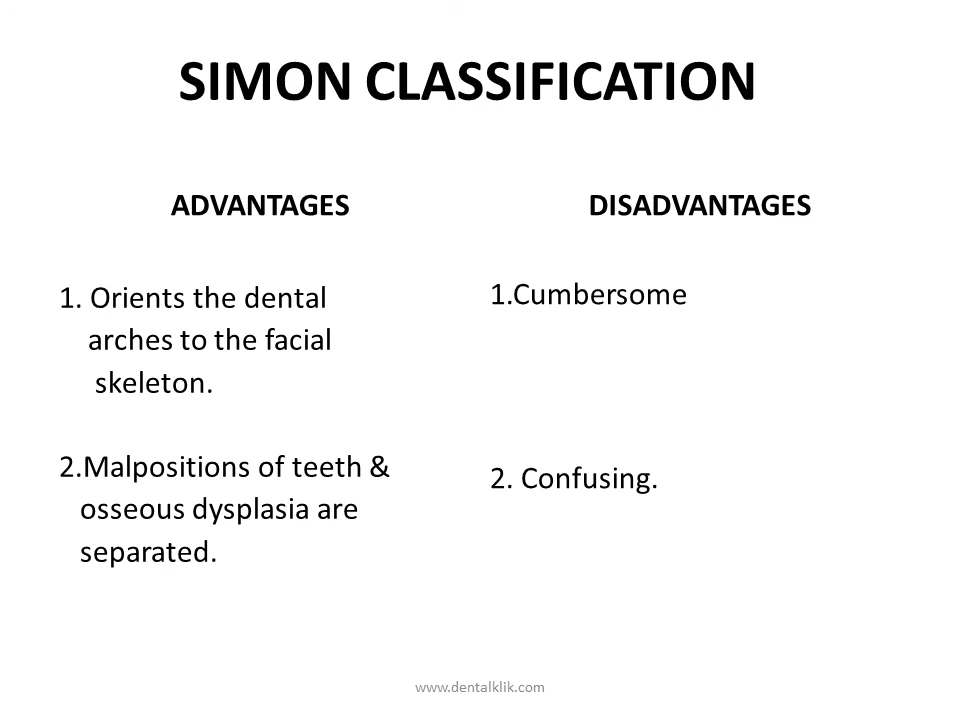 SIMON CLASSIFICATION
ADVANTAGES
1. Orients the dental
arches to the facial
skeleton.
2.Malpositions of teeth &
osseous dysplasia are
separated.
DISADVANTAGES
1.Cumbersome
2. Confusing.
www.dentalklik.com